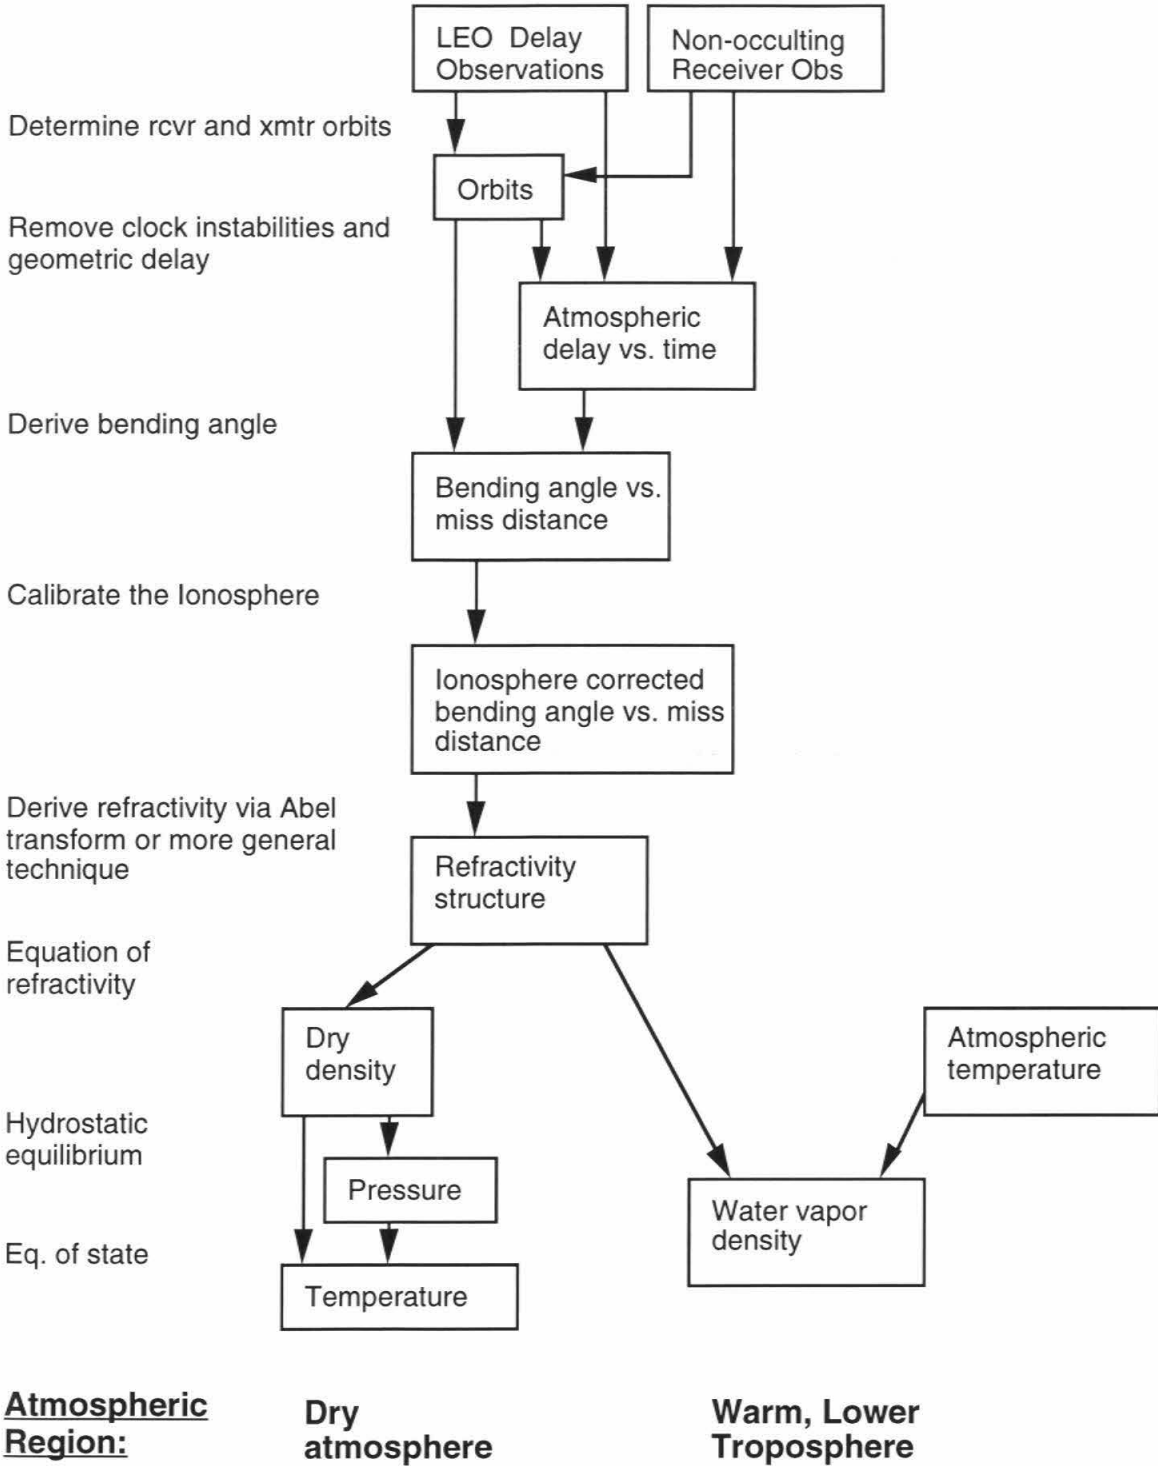 LEO Delay
Observations
Non-occulting
Receiver Obs
Determine rcvr and xmtr orbits
Orbits
Remove clock instabilities and
geometric delay
Atmospheric
delay vs. time
Derive bending angle
Bending angle vs.
miss distance
Calibrate the Ionosphere
Ionosphere corrected
bending angle vs. miss
distance
Derive refractivity via Abel
transform or more general
technique
Refractivity
structure
Equation of
refractivity
Dry
density
Atmospheric
temperature
Hydrostatic
equilibrium
Pressure
Water vapor
density
Eq. of state
Temperature
Atmospheric
Region:
Dry
atmosphere
Warm, Lower
Troposphere